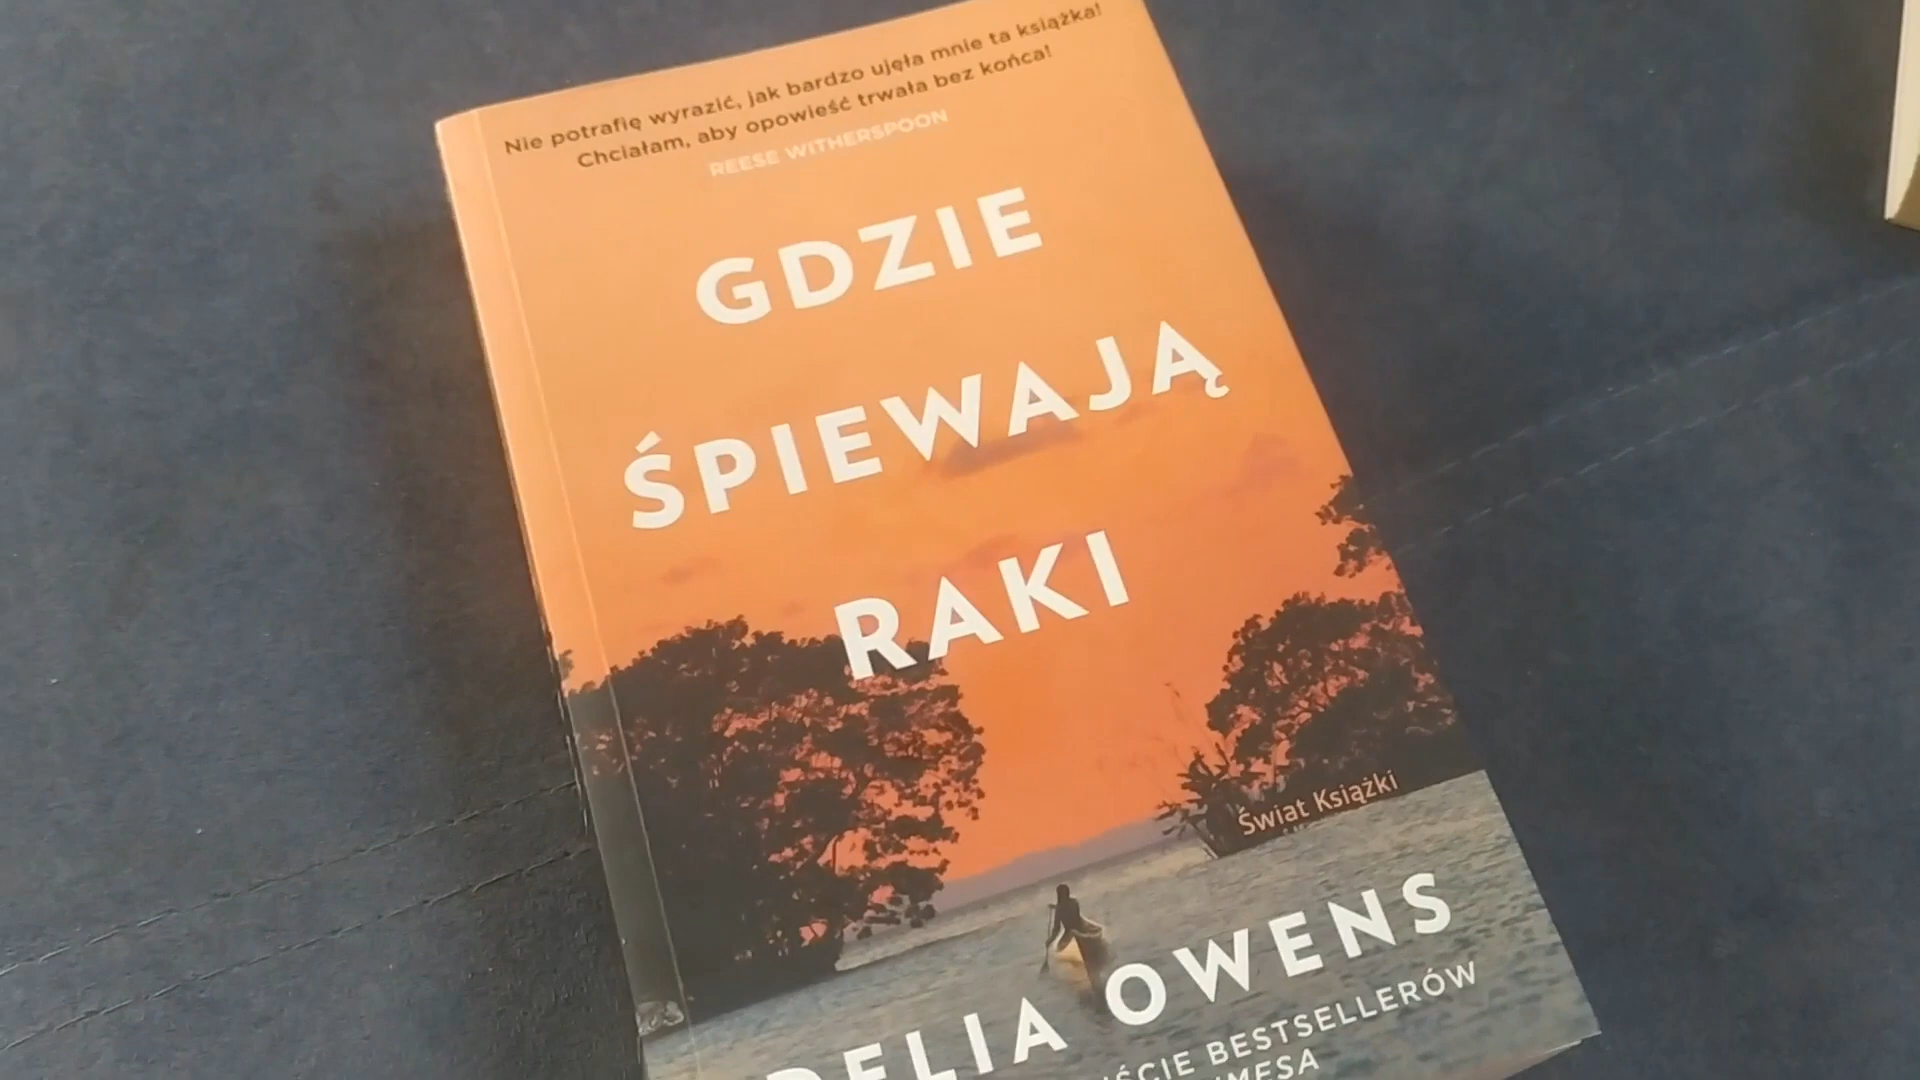 Nie potrafię wyrazić, jak bardzo ujęła mnie ta książka!
Chciałam, aby opowieść trwała bez końca!
REESE WITHERSPOON
GDZIE
ŚPIEWAJĄ
RAKI
Świat Książki
DELIA OWENS
BESTSELLERÓW